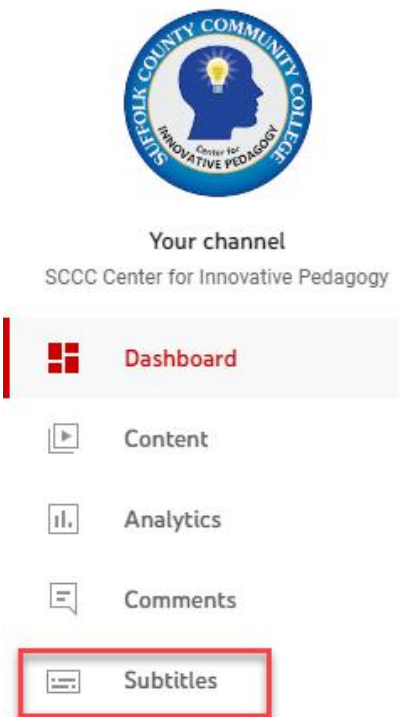 SUFFOLK COUNTY COMMUNITY COLLEGE
Center for
INNOVATIVE PEDAGOGY
Your channel
SCCC Center for Innovative Pedagogy
Dashboard
Content
Analytics
Comments
Subtitles